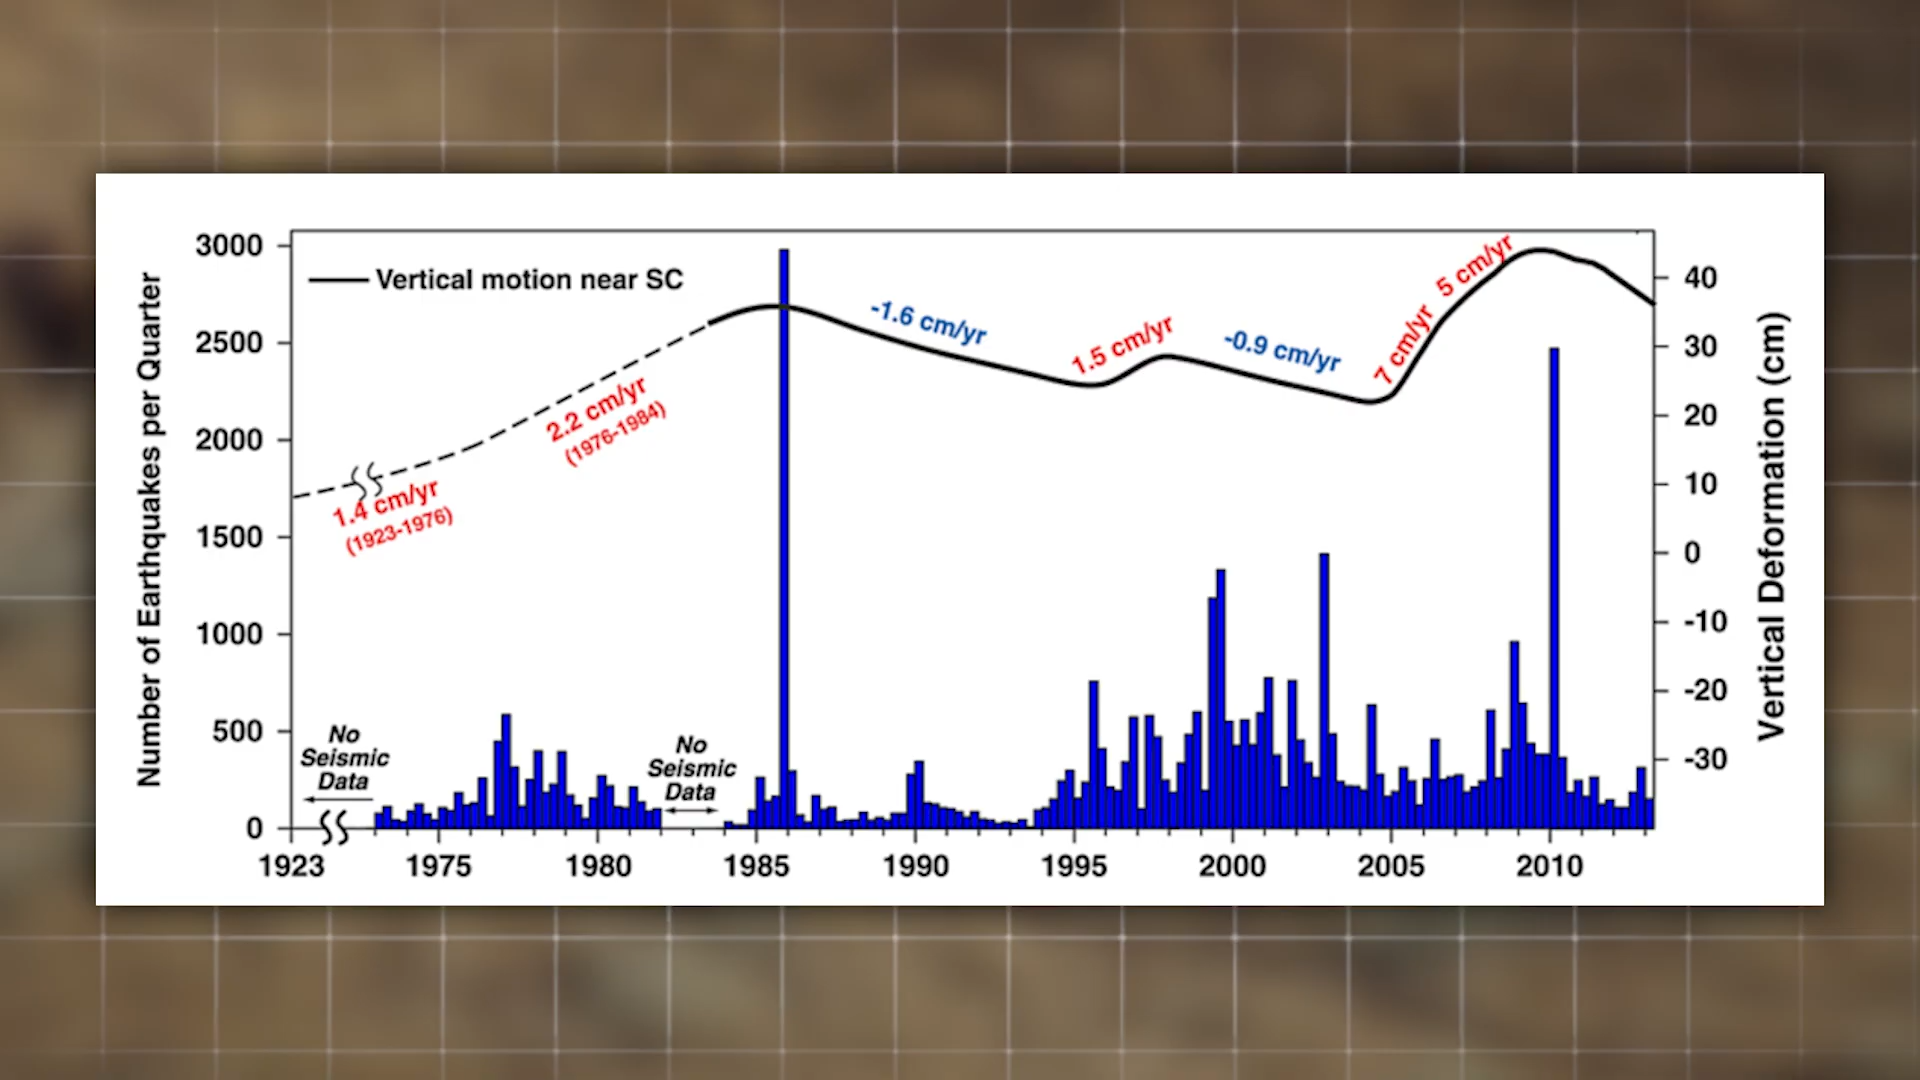 Number of Earthquakes per Quarter
3000
2500
2000
1500
1000
500
0
Vertical motion near SC
1.4 cm/yr
(1923-1976)
2.2 cm/yr
(1976-1984)
-1.6 cm/yr
1.5 cm/yr
-0.9 cm/yr
7 cm/yr
5 cm/yr
No
Seismic
Data
No
Seismic
Data
40
30
20
10
0
-10
-20
-30
Vertical Deformation (cm)
1923
1975
1980
1985
1990
1995
2000
2005
2010